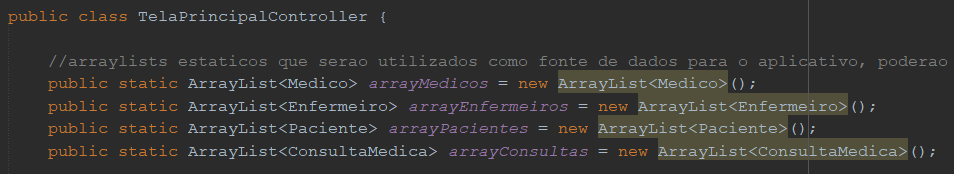 public class TelaPrincipalController {
//arraylists estaticos que serao utilizados como fonte de dados para o aplicativo, poderao
public static ArrayList<Medico> arrayMedicos = new ArrayList<Medico>();
public static ArrayList<Enfermeiro> arrayEnfermeiros = new ArrayList<Enfermeiro>();
public static ArrayList<Paciente> arrayPacientes = new ArrayList<Paciente>();
public static ArrayList<ConsultaMedica> arrayConsultas = new ArrayList<ConsultaMedica>();